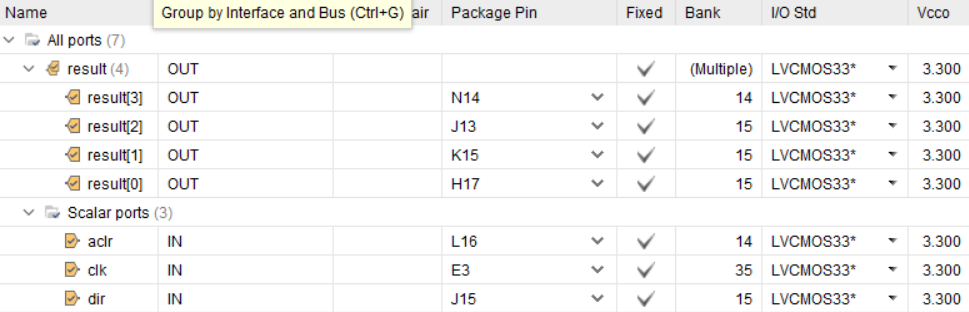 Name Group by Interface and Bus (Ctrl+G) air Package Pin Fixed Bank I/O Std Vcco
All ports (7)
result (4) OUT (Multiple) LVCMOS33* 3.300
result[3] OUT N14 14 LVCMOS33* 3.300
result[2] OUT J13 15 LVCMOS33* 3.300
result[1] OUT K15 15 LVCMOS33* 3.300
result[0] OUT H17 15 LVCMOS33* 3.300
Scalar ports (3)
aclr IN L16 14 LVCMOS33* 3.300
clk IN E3 35 LVCMOS33* 3.300
dir IN J15 15 LVCMOS33* 3.300